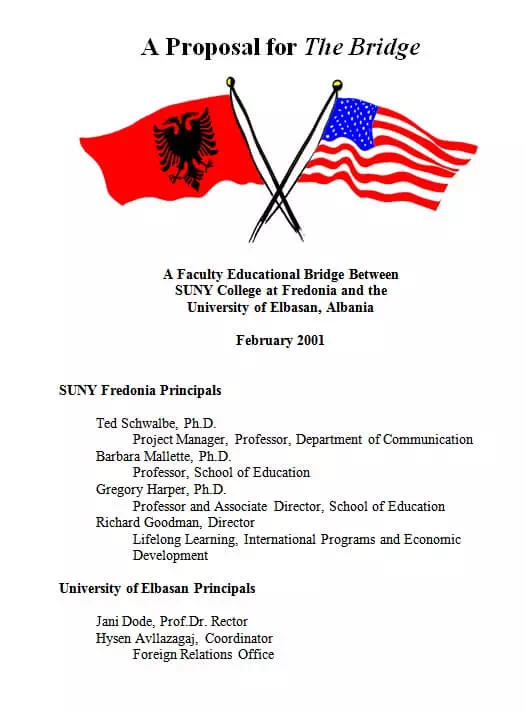 A Proposal for The Bridge
A Faculty Educational Bridge Between
SUNY College at Fredonia and the
University of Elbasan, Albania
February 2001
SUNY Fredonia Principals
Ted Schwalbe, Ph.D.
Project Manager, Professor, Department of Communication
Barbara Mallette, Ph.D.
Professor, School of Education
Gregory Harper, Ph.D.
Professor and Associate Director, School of Education
Richard Goodman, Director
Lifelong Learning, International Programs and Economic
Development
University of Elbasan Principals
Jani Dode, Prof.Dr. Rector
Hysen Avllazagaj, Coordinator
Foreign Relations Office